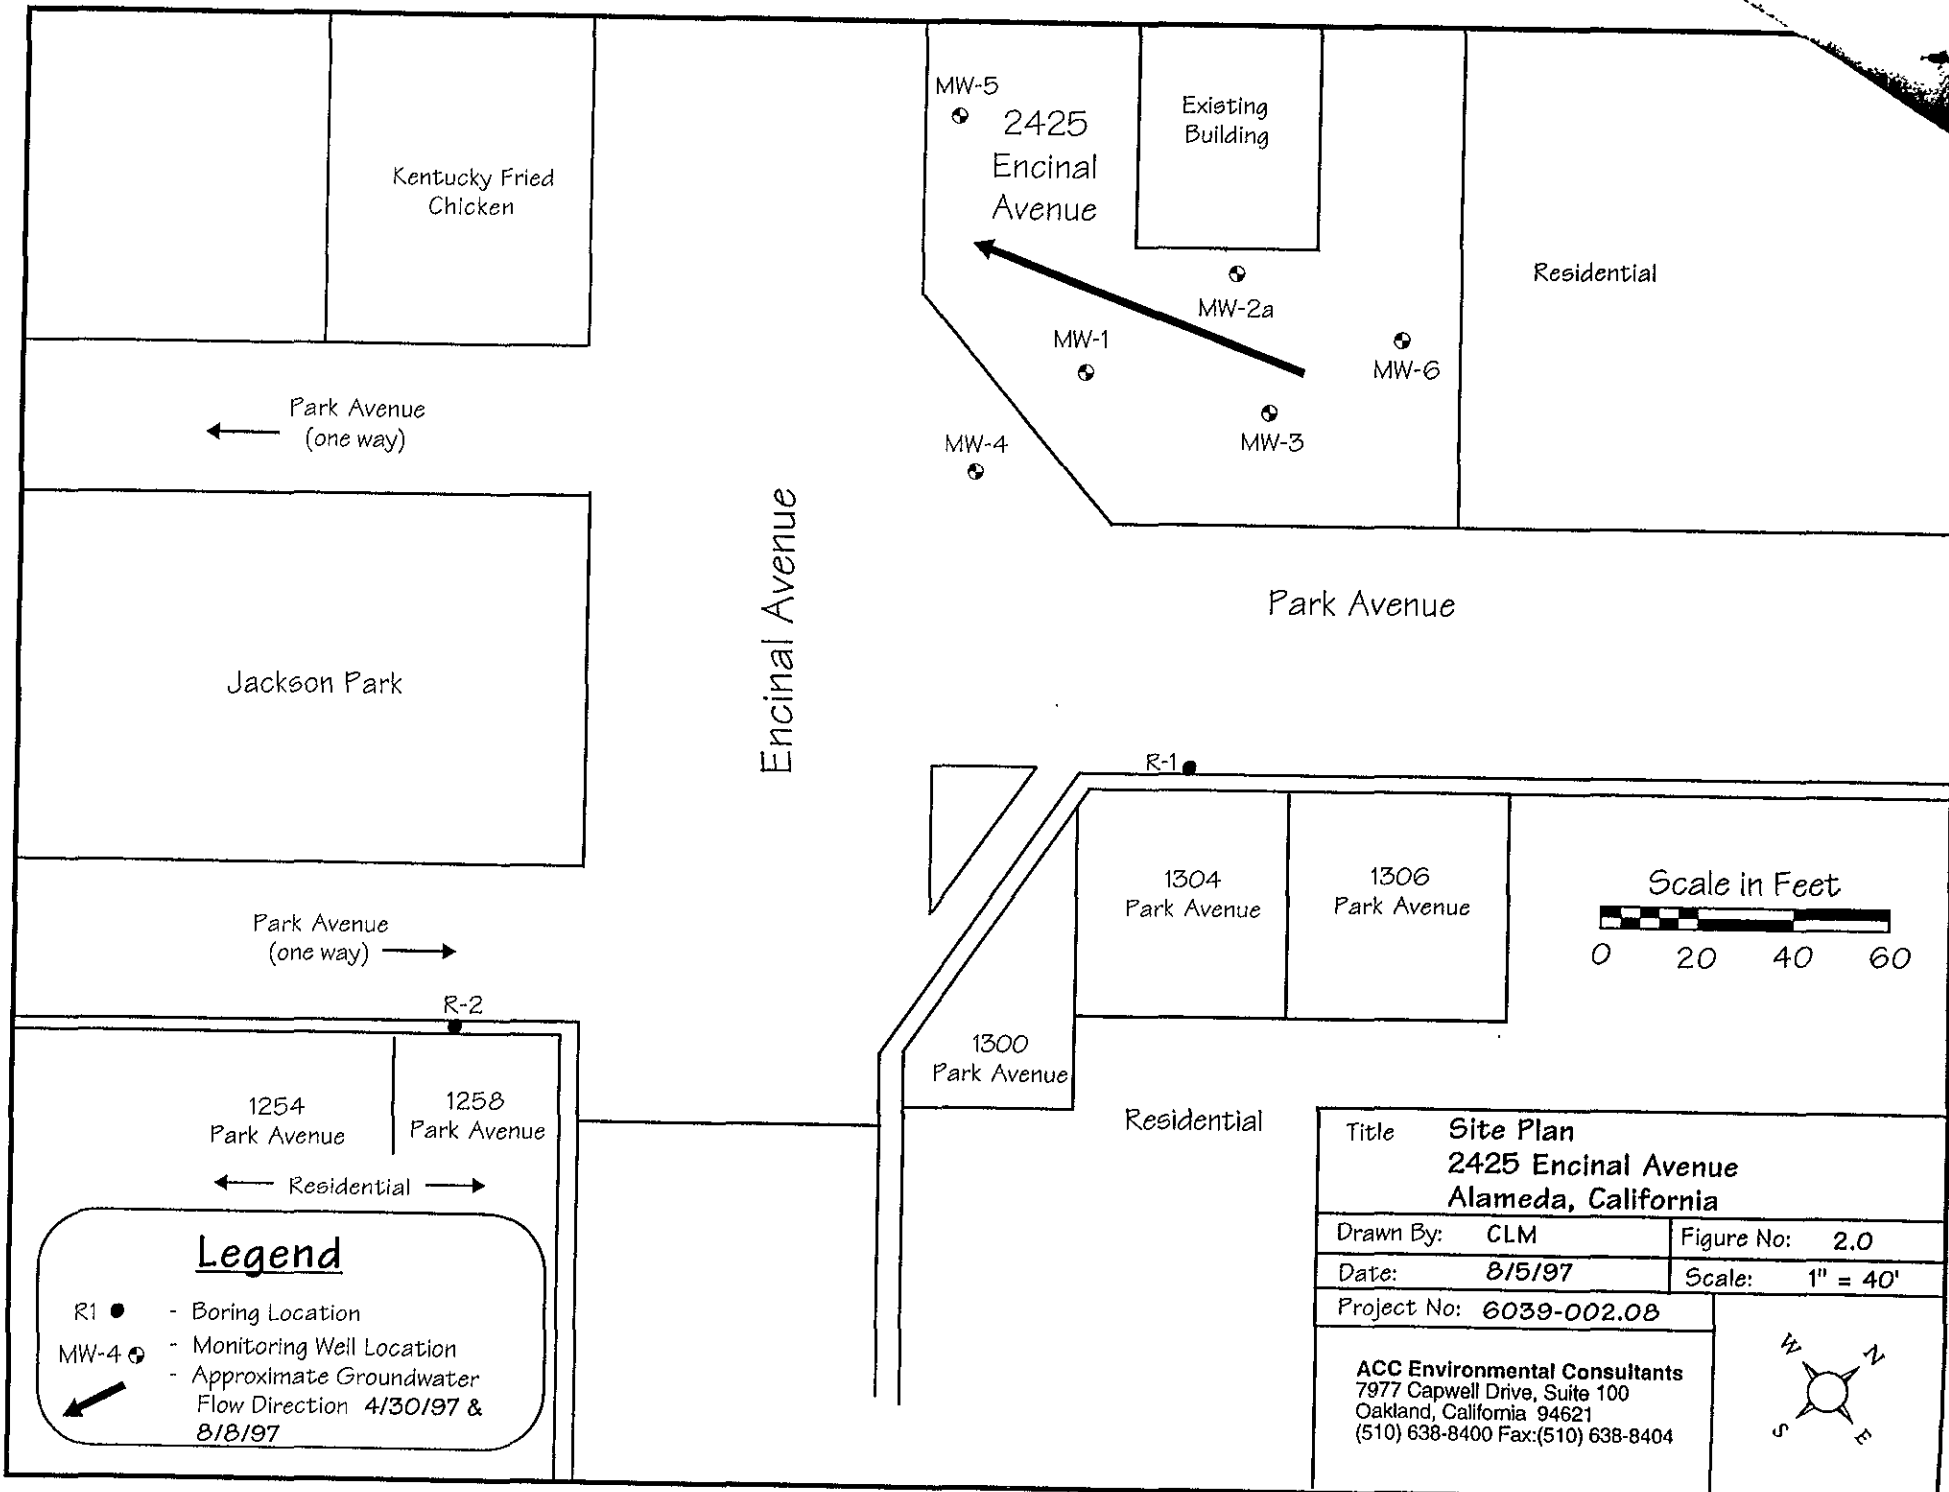 MW-5
2425
Encinal
Avenue
Existing
Building
Kentucky Fried
Chicken
Residential
MW-2a
MW-1
MW-6
Park Avenue
(one way)
MW-4
MW-3
Encinal Avenue
Park Avenue
Jackson Park
R-1
1304
Park Avenue
1306
Park Avenue
Scale in Feet
0 20 40 60
Park Avenue
(one way)
R-2
1300
Park Avenue
1254
Park Avenue
1258
Park Avenue
Residential
Residential
Legend
R1 - Boring Location
MW-4 - Monitoring Well Location
- Approximate Groundwater
Flow Direction 4/30/97 &
8/8/97
Title Site Plan
2425 Encinal Avenue
Alameda, California
Drawn By: CLM
Figure No: 2.0
Date: 8/5/97
Scale: 1" = 40'
Project No: 6039-002.08
ACC Environmental Consultants
7977 Capwell Drive, Suite 100
Oakland, California 94621
(510) 638-8400 Fax:(510) 638-8404
W N
S E